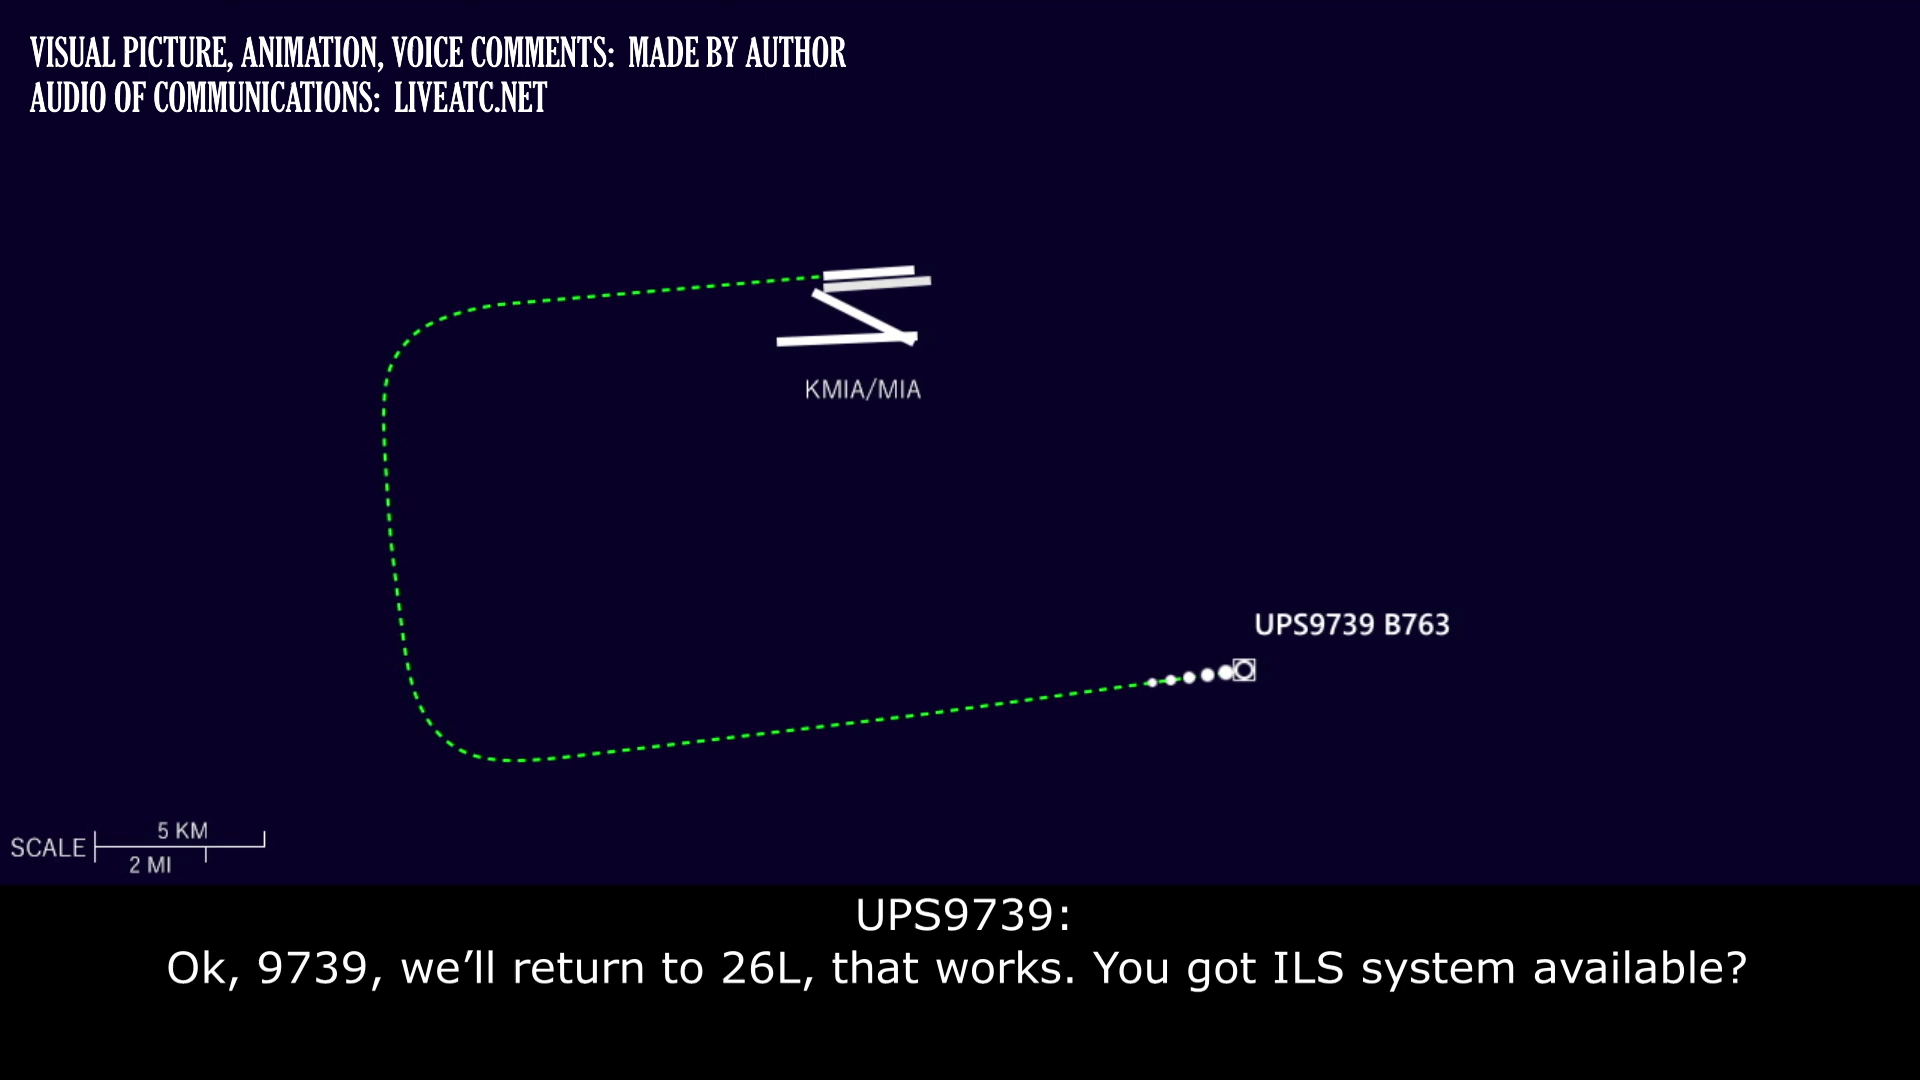 VISUAL PICTURE, ANIMATION, VOICE COMMENTS: MADE BY AUTHOR
AUDIO OF COMMUNICATIONS: LIVEATC.NET
KMIA/MIA
UPS9739 B763
5 KM
SCALE
2 MI
UPS9739:
Ok, 9739, we’ll return to 26L, that works. You got ILS system available?